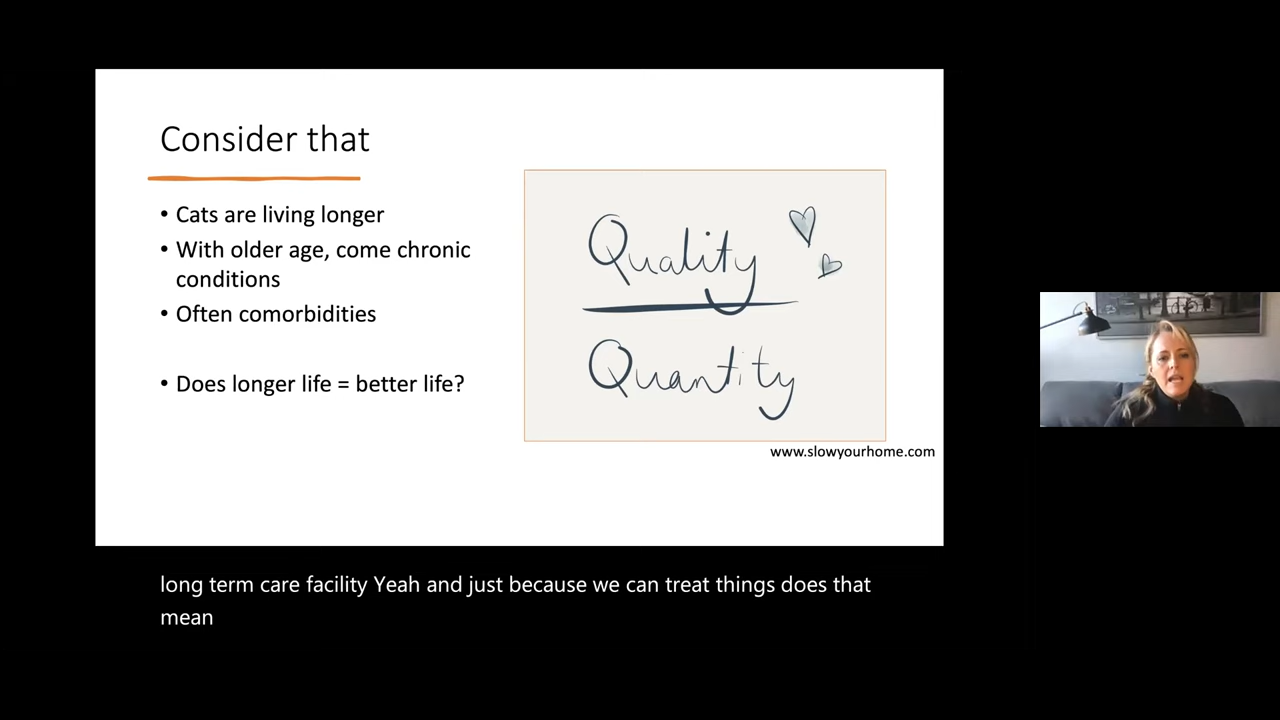 Consider that
• Cats are living longer
• With older age, come chronic
conditions
• Often comorbidities
• Does longer life = better life?
Quality
Quantity
www.slowyourhome.com
long term care facility Yeah and just because we can treat things does that
mean